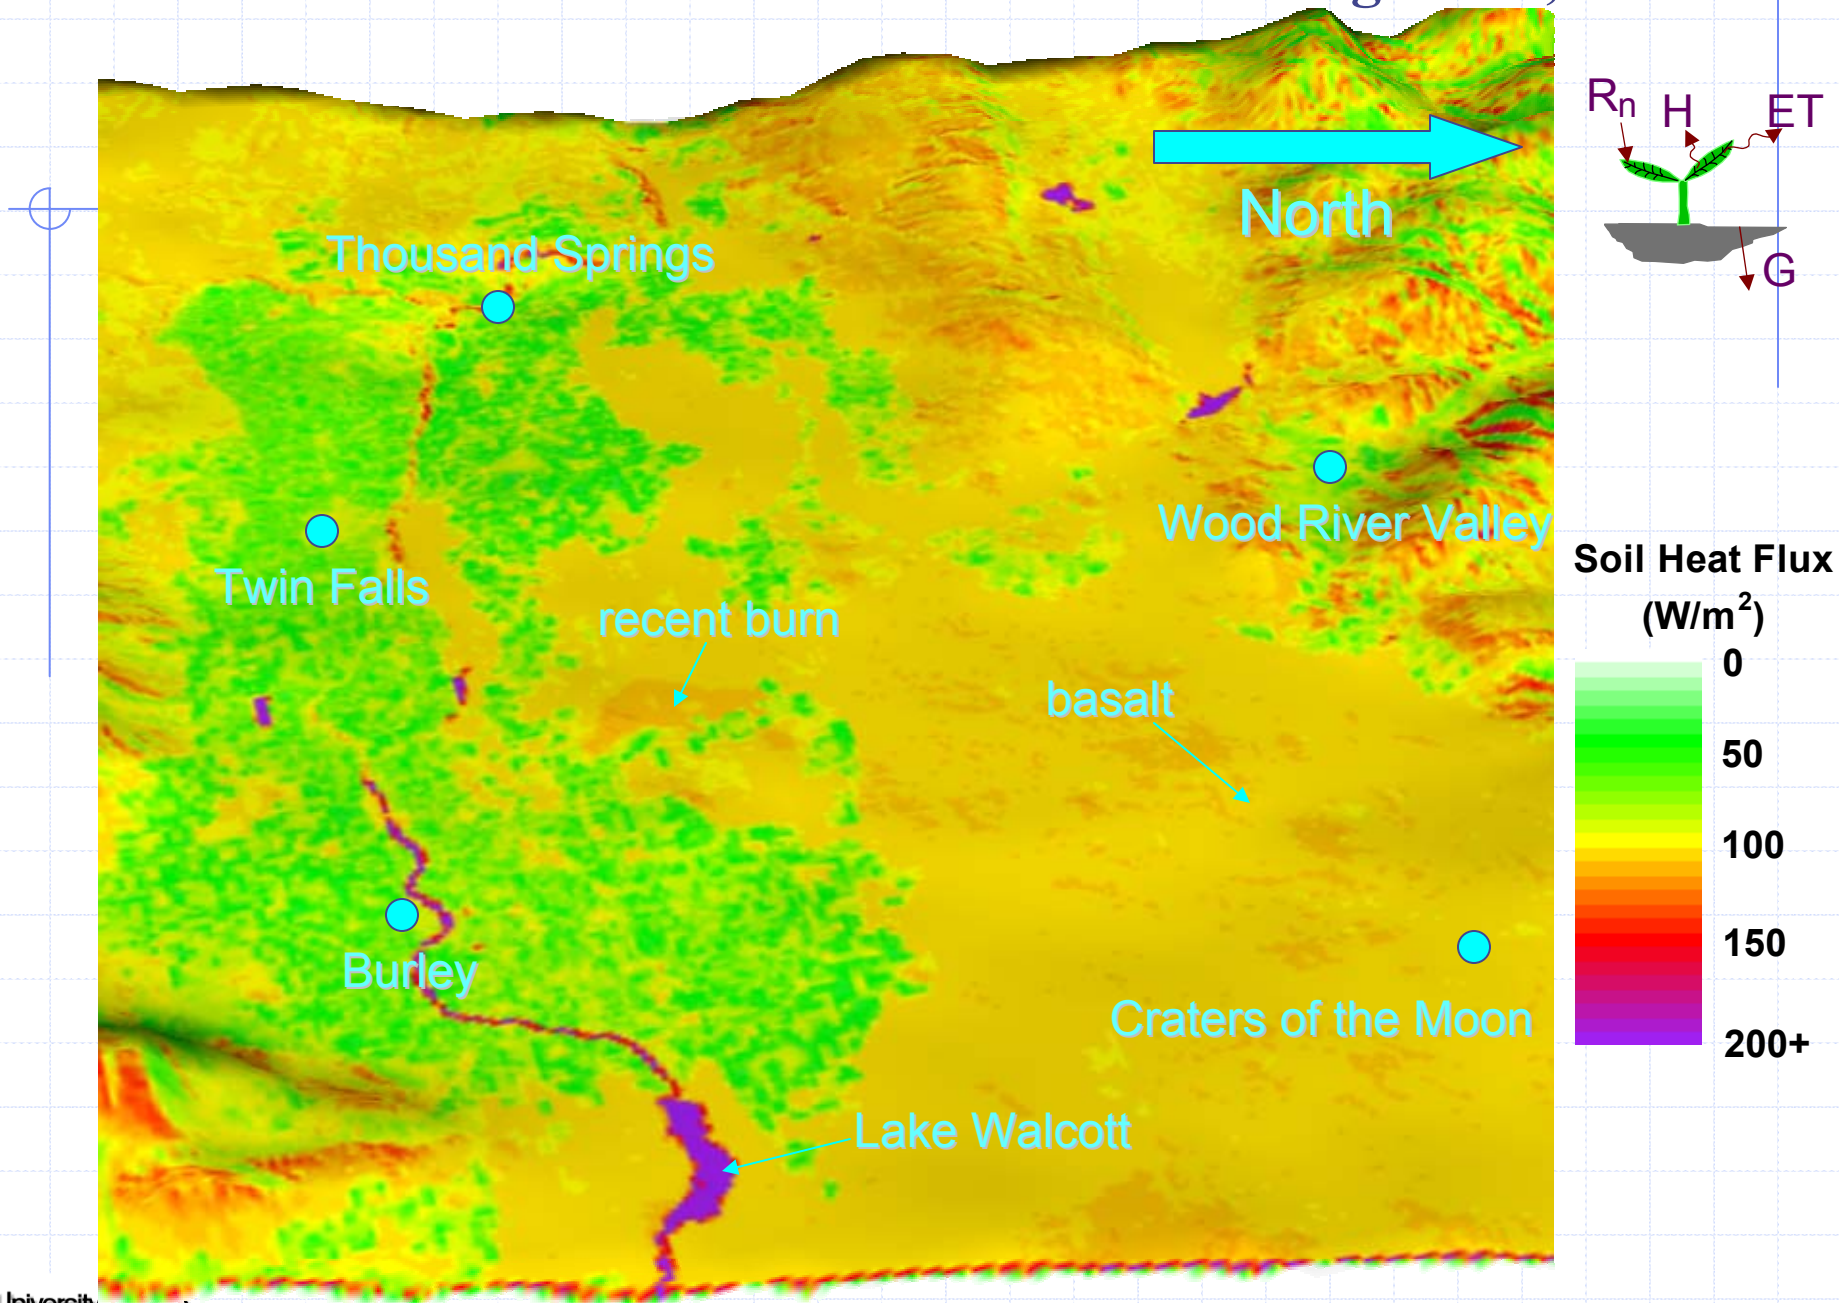 Rn H ET
North
G
Thousand Springs
Wood River Valley
Twin Falls
recent burn
basalt
Soil Heat Flux
(W/m2)
0
50
100
150
200+
Burley
Craters of the Moon
Lake Walcott
University